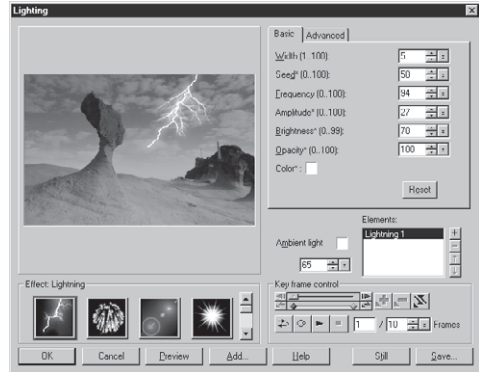 Lighting
Basic Advanced
Width (1..100): 5
Seed* (0..100): 50
Frequency (0..100): 94
Amplitude* (0..100): 27
Brightness* (0..99): 70
Opacity* (0..100): 100
Color* :
Reset
Elements:
Ambient light
Lightning 1
65
Effect: Lightning
Key frame control
1 / 10 Frames
OK Cancel Preview Add... Help Still Save...